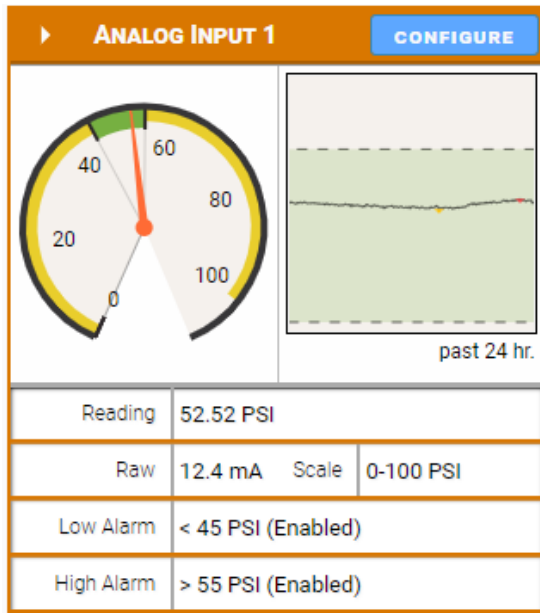 ANALOG INPUT 1
CONFIGURE
0
20
40
60
80
100
past 24 hr.
Reading 52.52 PSI
Raw 12.4 mA Scale 0-100 PSI
Low Alarm < 45 PSI (Enabled)
High Alarm > 55 PSI (Enabled)